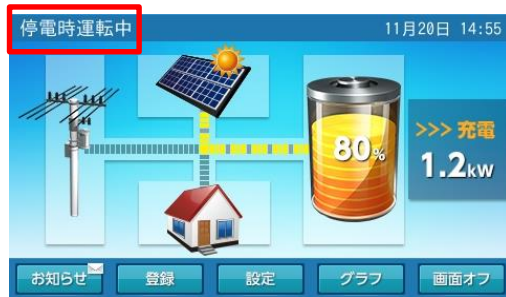 停電時運転中
11月20日 14:55
80%
>>> 充電
1.2kW
お知らせ
登録
設定
グラフ
画面オフ